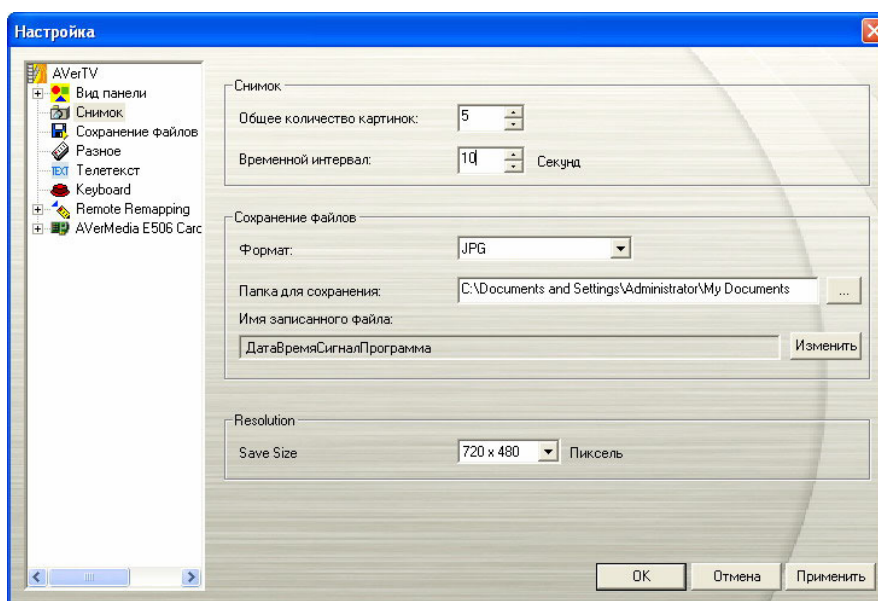 Настройка
AVerTV
Вид панели
Снимок
Сохранение файлов
Разное
TEXT Телетекст
Keyboard
Remote Remapping
AVerMedia E506 Carc
Снимок
Общее количество картинок: 5
Временной интервал: 10 Секунд
Сохранение файлов
Формат: JPG
Папка для сохранения: C:\Documents and Settings\Administrator\My Documents ...
Имя записанного файла:
ДатаВремяСигналПрограмма Изменить
Resolution
Save Size 720 x 480 Пиксель
OK Отмена Применить